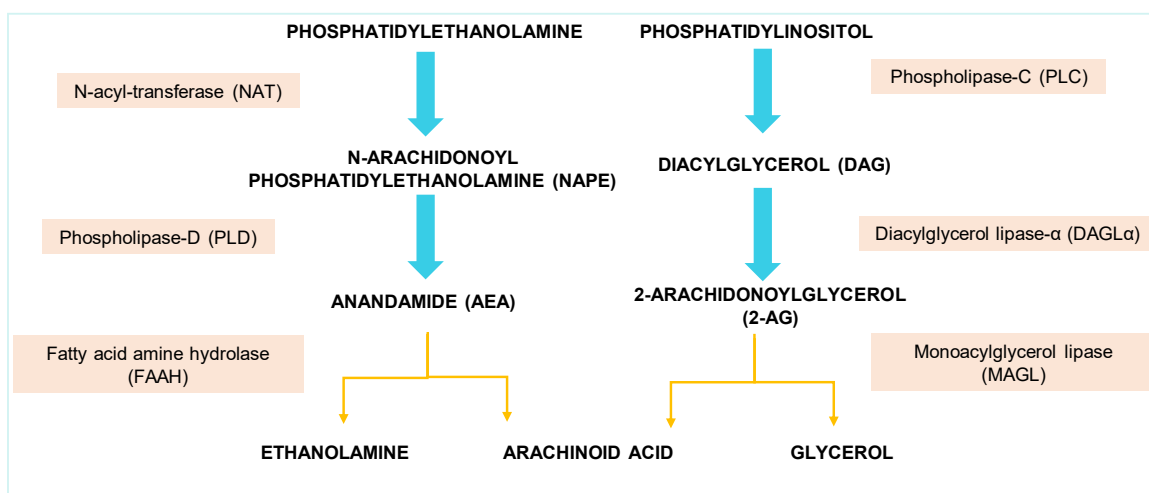 PHOSPHATIDYLETHANOLAMINE
PHOSPHATIDYLINOSITOL
N-acyl-transferase (NAT)
Phospholipase-C (PLC)
N-ARACHIDONOYL
PHOSPHATIDYLETHANOLAMINE (NAPE)
DIACYLGLYCEROL (DAG)
Phospholipase-D (PLD)
Diacylglycerol lipase-α (DAGLα)
ANANDAMIDE (AEA)
2-ARACHIDONOYLGLYCEROL
(2-AG)
Fatty acid amine hydrolase
(FAAH)
Monoacylglycerol lipase
(MAGL)
ETHANOLAMINE
ARACHINOID ACID
GLYCEROL